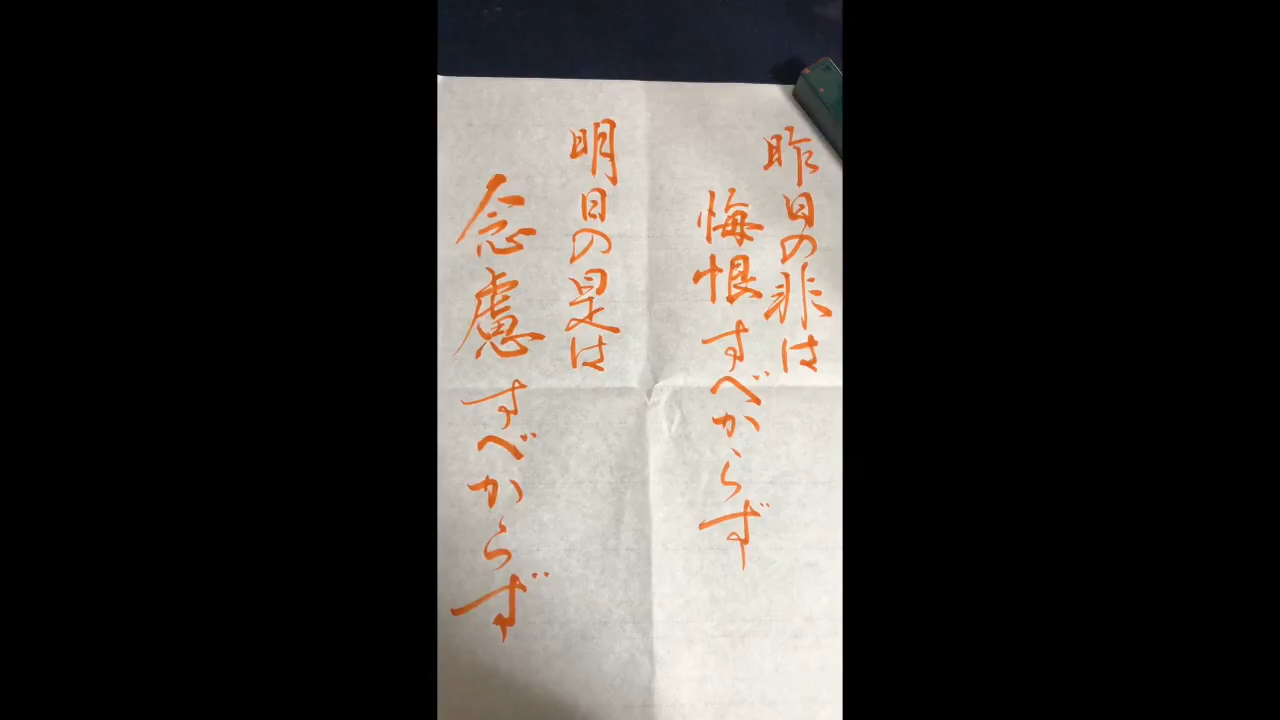 昨日の非は
悔恨すべからず
明日の是は
念慮すべからず